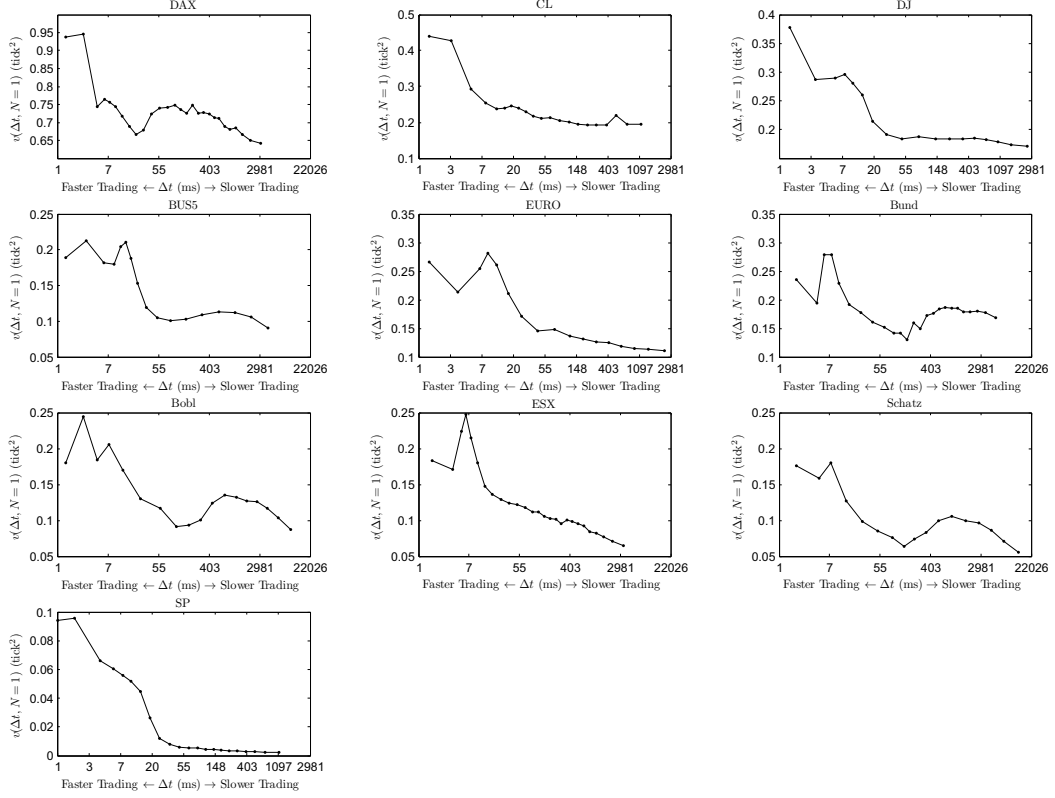 DAX
0.95
0.9
0.85
0.8
0.75
0.7
0.65
v(Δt, N = 1) (tick²)
1 7 55 403 2981 22026
Faster Trading ← Δt (ms) → Slower Trading
CL
0.5
0.4
0.3
0.2
0.1
v(Δt, N = 1) (tick²)
1 3 7 20 55 148 403 1097 2981
Faster Trading ← Δt (ms) → Slower Trading
DJ
0.4
0.35
0.3
0.25
0.2
v(Δt, N = 1) (tick²)
1 3 7 20 55 148 403 1097 2981
Faster Trading ← Δt (ms) → Slower Trading
BUS5
0.25
0.2
0.15
0.1
0.05
v(Δt, N = 1) (tick²)
1 7 55 403 2981 22026
Faster Trading ← Δt (ms) → Slower Trading
EURO
0.35
0.3
0.25
0.2
0.15
0.1
v(Δt, N = 1) (tick²)
1 3 7 20 55 148 403 1097 2981
Faster Trading ← Δt (ms) → Slower Trading
Bund
0.35
0.3
0.25
0.2
0.15
0.1
v(Δt, N = 1) (tick²)
1 7 55 403 2981 22026
Faster Trading ← Δt (ms) → Slower Trading
Bobl
0.25
0.2
0.15
0.1
0.05
v(Δt, N = 1) (tick²)
1 7 55 403 2981 22026
Faster Trading ← Δt (ms) → Slower Trading
ESX
0.25
0.2
0.15
0.1
0.05
v(Δt, N = 1) (tick²)
1 7 55 403 2981 22026
Faster Trading ← Δt (ms) → Slower Trading
Schatz
0.25
0.2
0.15
0.1
0.05
v(Δt, N = 1) (tick²)
1 7 55 403 2981 22026
Faster Trading ← Δt (ms) → Slower Trading
SP
0.1
0.08
0.06
0.04
0.02
0
v(Δt, N = 1) (tick²)
1 3 7 20 55 148 403 1097 2981
Faster Trading ← Δt (ms) → Slower Trading